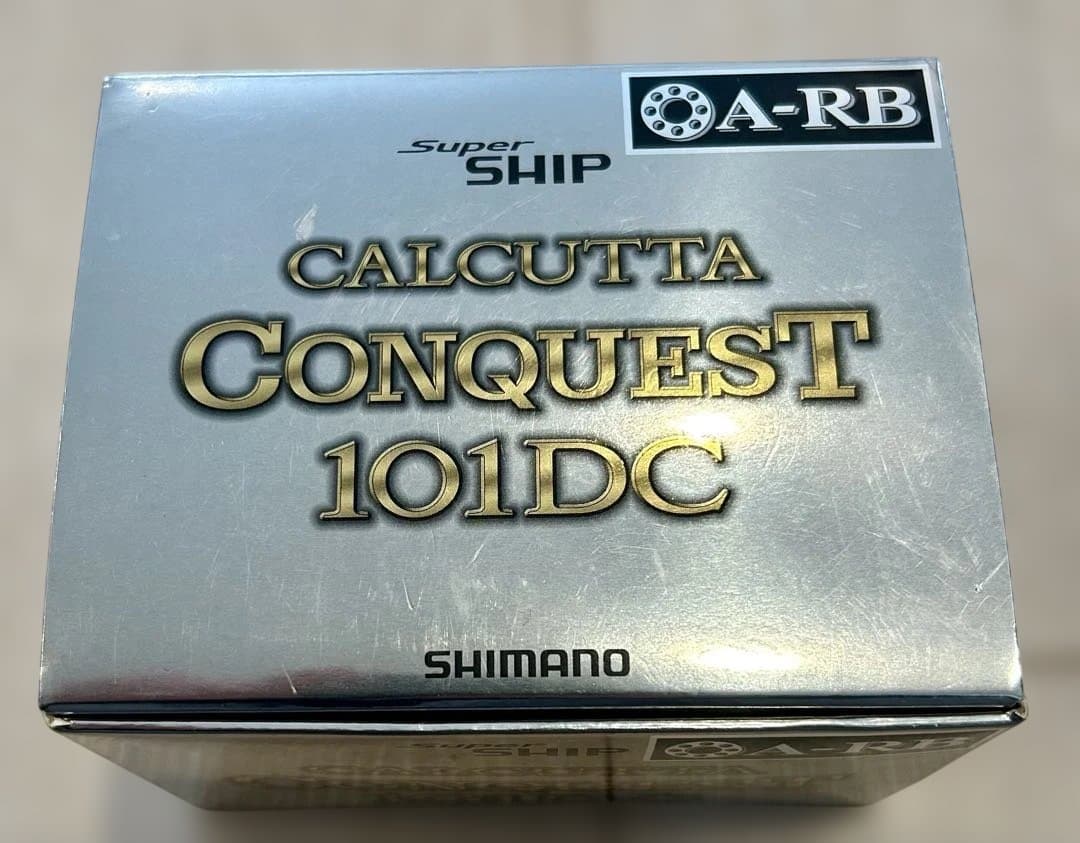 A-RB
Super
SHIP
CALCUTTA
CONQUEST
101DC
SHIMANO
Super SHIP
A-RB